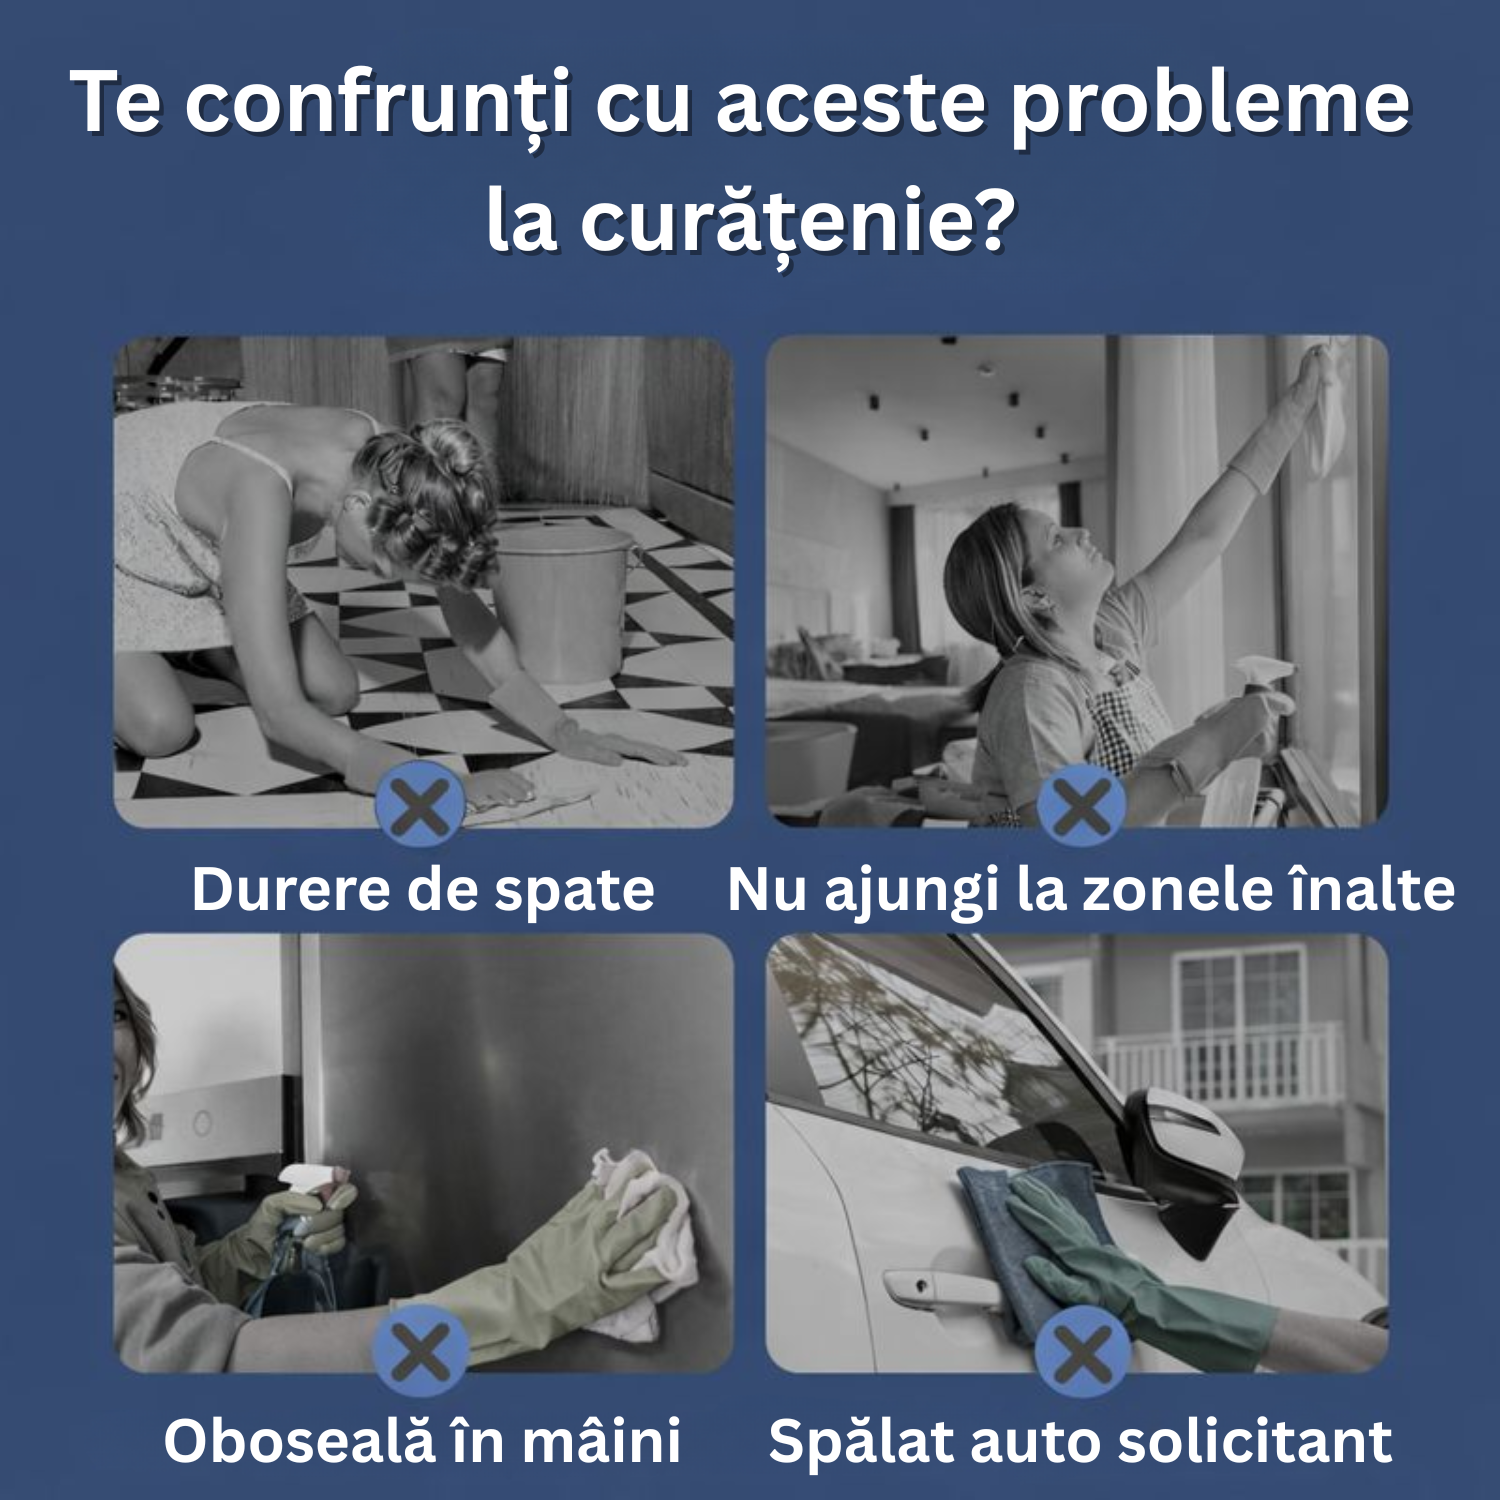 Te confrunți cu aceste probleme
la curățenie?
Durere de spate
Nu ajungi la zonele înalte
Oboseală în mâini
Spălat auto solicitant